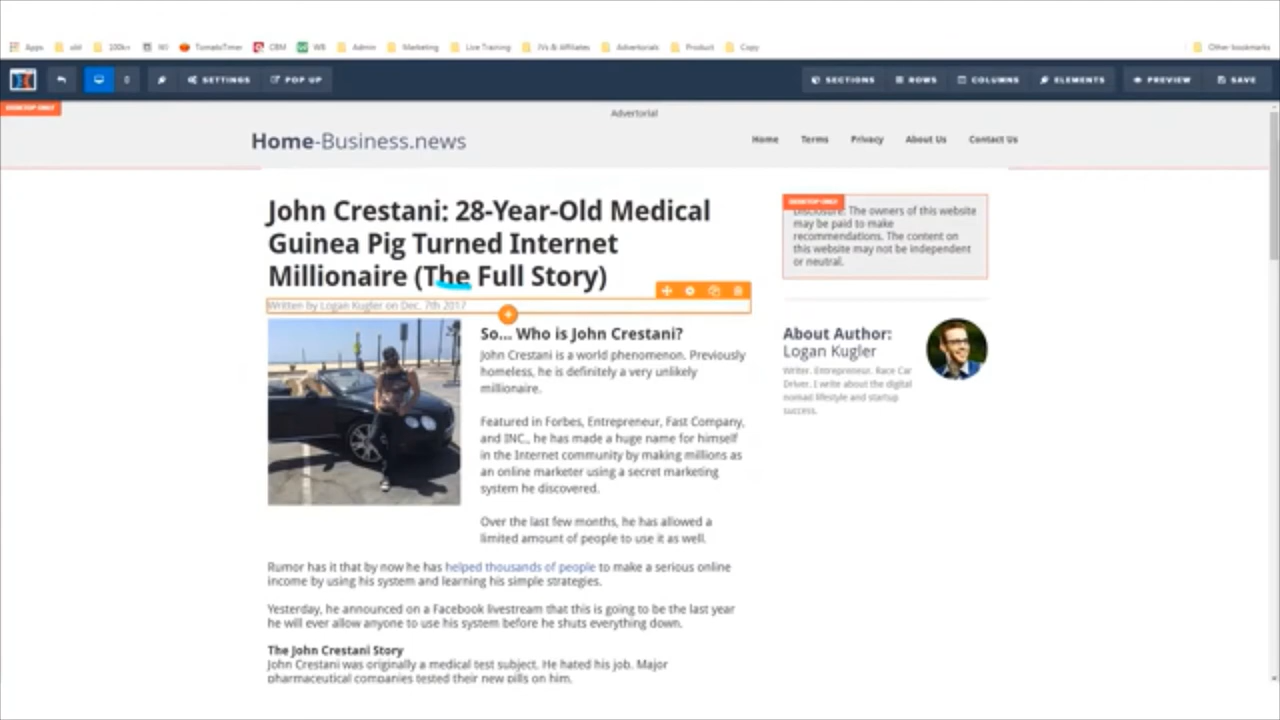 Apps old 200k+ TomatoTimer CBM WB Admin Marketing Live Training JVs & Affiliates Advertorials Product Copy Other bookmarks
0 SETTINGS POP UP SECTIONS ROWS COLUMNS ELEMENTS PREVIEW SAVE
DESKTOP ONLY
Advertorial
Home-Business.news
Home Terms Privacy About Us Contact Us
John Crestani: 28-Year-Old Medical
Guinea Pig Turned Internet
Millionaire (The Full Story)
Written by Logan Kugler on Dec. 7th 2017
So... Who is John Crestani?
John Crestani is a world phenomenon. Previously
homeless, he is definitely a very unlikely
millionaire.
Featured in Forbes, Entrepreneur, Fast Company,
and INC., he has made a huge name for himself
in the Internet community by making millions as
an online marketer using a secret marketing
system he discovered.
Over the last few months, he has allowed a
limited amount of people to use it as well.
Rumor has it that by now he has helped thousands of people to make a serious online
income by using his system and learning his simple strategies.
Yesterday, he announced on a Facebook livestream that this is going to be the last year
he will ever allow anyone to use his system before he shuts everything down.
The John Crestani Story
John Crestani was originally a medical test subject. He hated his job. Major
pharmaceutical companies tested their new pills on him.
DESKTOP ONLY
Disclosure: The owners of this website
may be paid to make
recommendations. The content on
this website may not be independent
or neutral.
About Author:
Logan Kugler
Writer. Entrepreneur. Race Car
Driver. I write about the digital
nomad lifestyle and startup
success.